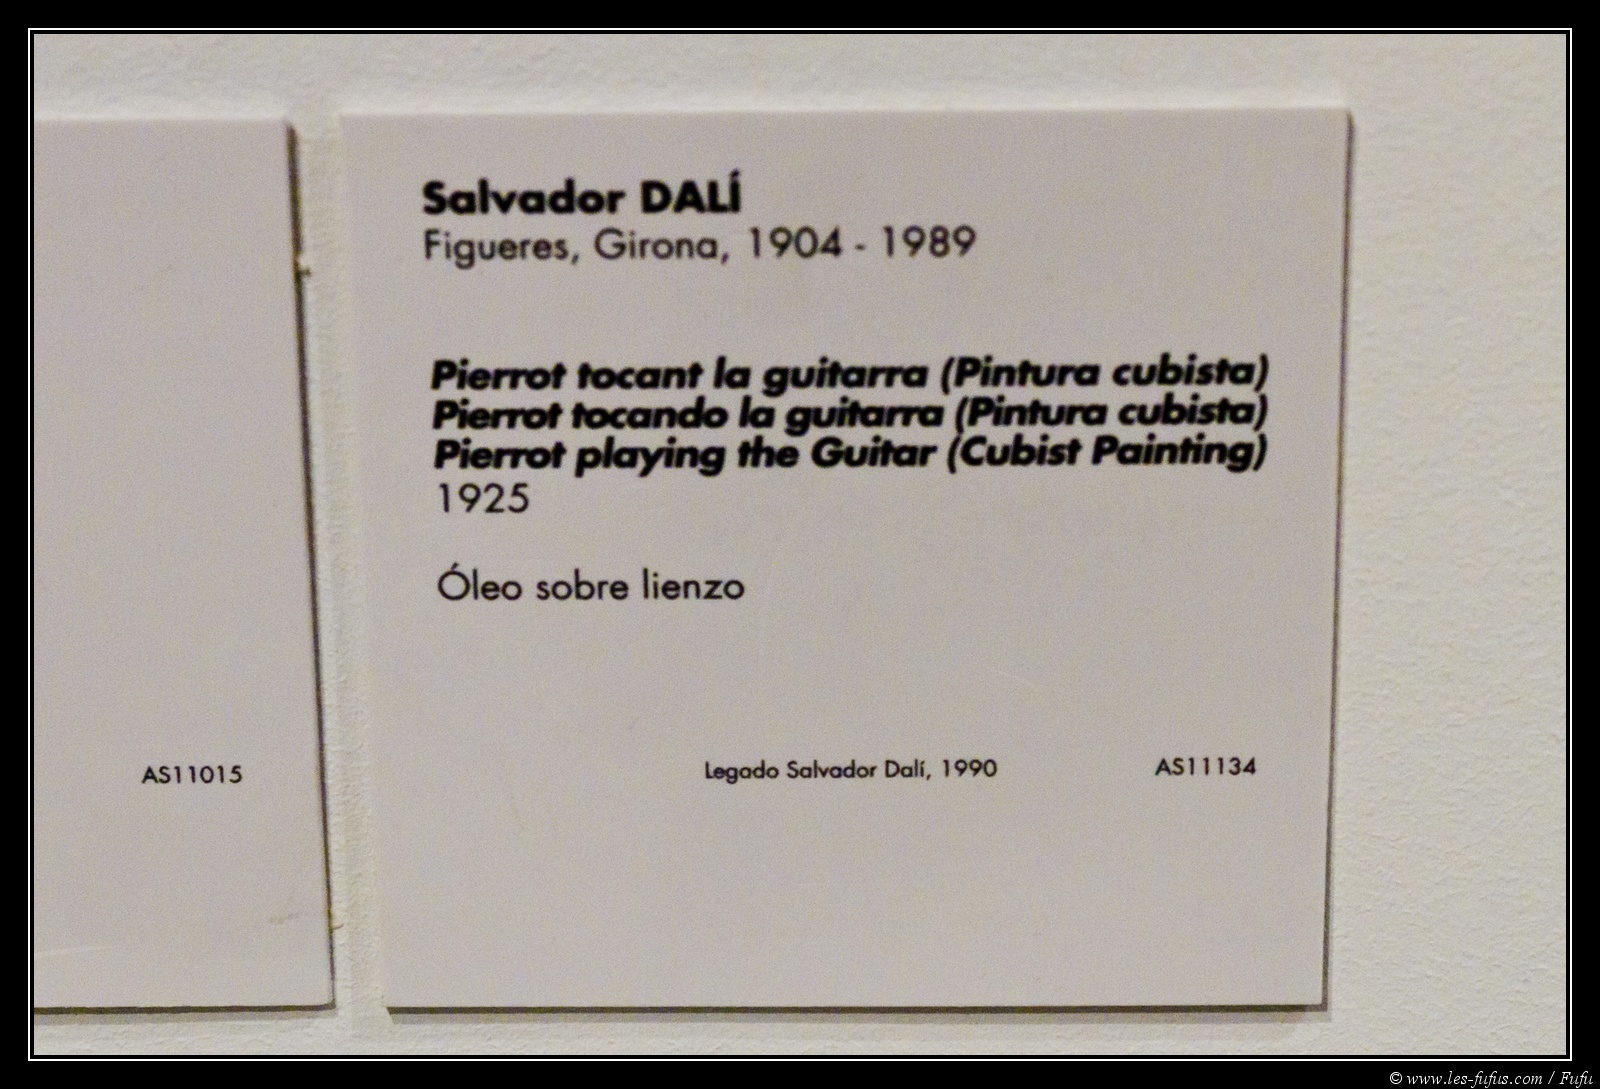 Salvador DALÍ
Figueres, Girona, 1904 - 1989
Pierrot tocant la guitarra (Pintura cubista)
Pierrot tocando la guitarra (Pintura cubista)
Pierrot playing the Guitar (Cubist Painting)
1925
Óleo sobre lienzo
AS11015
Legado Salvador Dalí, 1990 AS11134
© www.les-fufus.com / Fufu